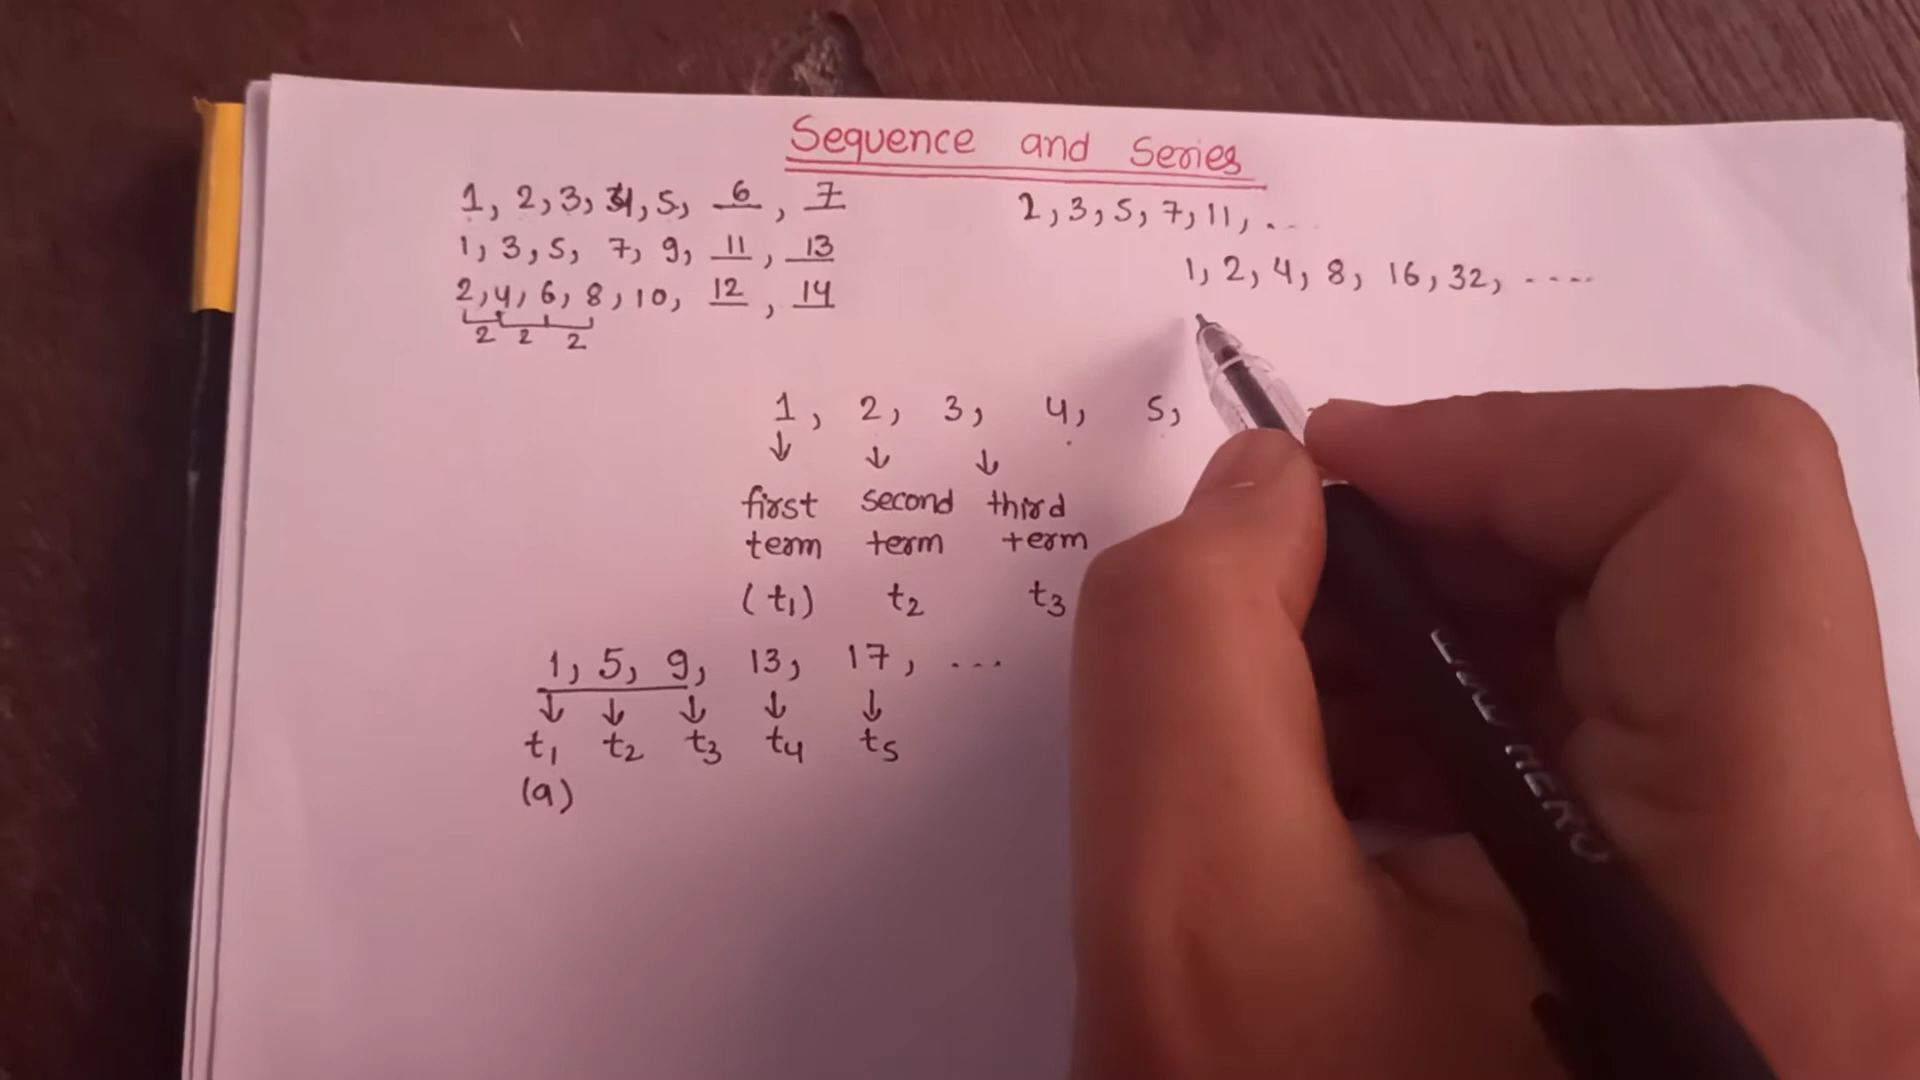 Sequence and Series
1, 2, 3, 4, 5, 6, 7
1, 3, 5, 7, 9, 11, 13
2, 4, 6, 8, 10, 12, 14
2 2 2
2, 3, 5, 7, 11, ....
1, 2, 4, 8, 16, 32, ....
1, 2, 3, 4, 5,
↓ ↓ ↓
first second third
term term term
(t1) t2 t3
1, 5, 9, 13, 17, ...
↓ ↓ ↓ ↓ ↓
t1 t2 t3 t4 t5
(a)